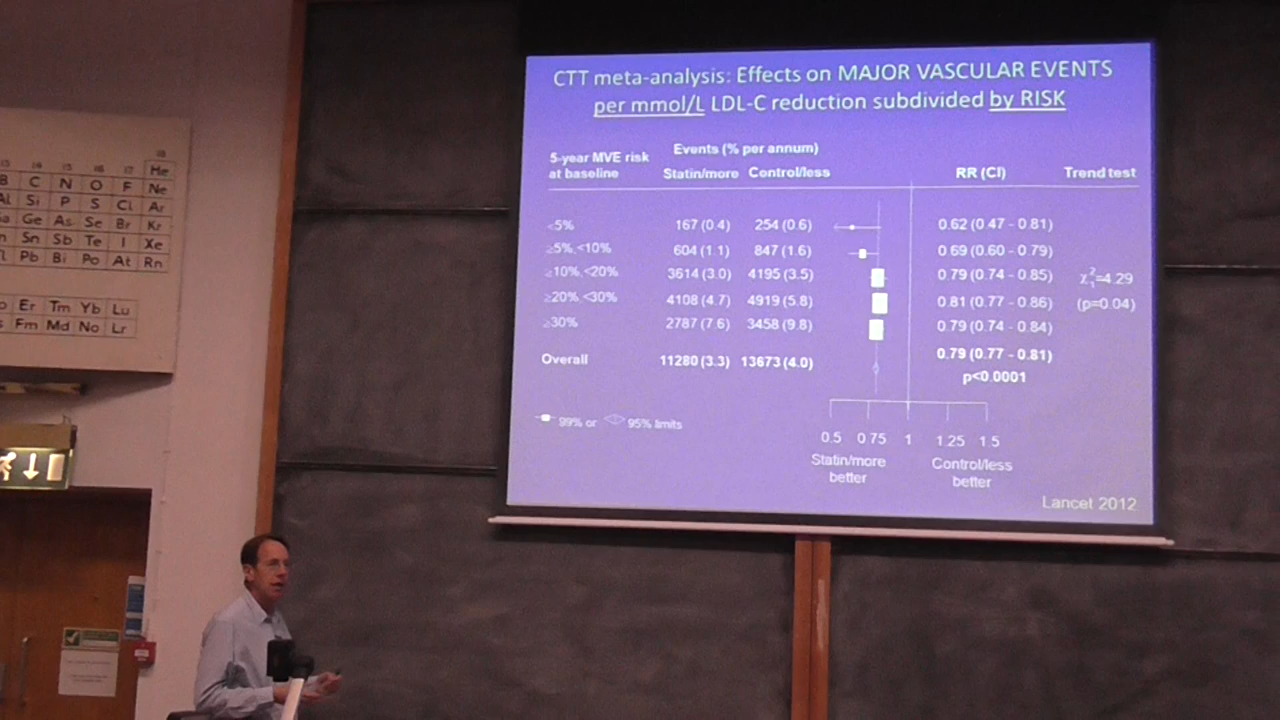 CTT meta-analysis: Effects on MAJOR VASCULAR EVENTS
per mmol/L LDL-C reduction subdivided by RISK
Events (% per annum)
5-year MVE risk
at baseline Statin/more Control/less RR (CI) Trend test
<5% 167 (0.4) 254 (0.6) 0.62 (0.47 - 0.81)
≥5%,<10% 604 (1.1) 847 (1.6) 0.69 (0.60 - 0.79)
≥10%,<20% 3614 (3.0) 4195 (3.5) 0.79 (0.74 - 0.85) χ²₁=4.29
≥20%,<30% 4108 (4.7) 4919 (5.8) 0.81 (0.77 - 0.86) (p=0.04)
≥30% 2787 (7.6) 3458 (9.8) 0.79 (0.74 - 0.84)
Overall 11280 (3.3) 13673 (4.0) 0.79 (0.77 - 0.81)
p<0.0001
99% or 95% limits
0.5 0.75 1 1.25 1.5
Statin/more Control/less
better better
Lancet 2012
14 15 16 17 18
He
B C N O F Ne
Si P S Cl Ar
Ge As Se Br Kr
Sn Sb Te I Xe
Pb Bi Po At Rn
Er Tm Yb Lu
Fm Md No Lr